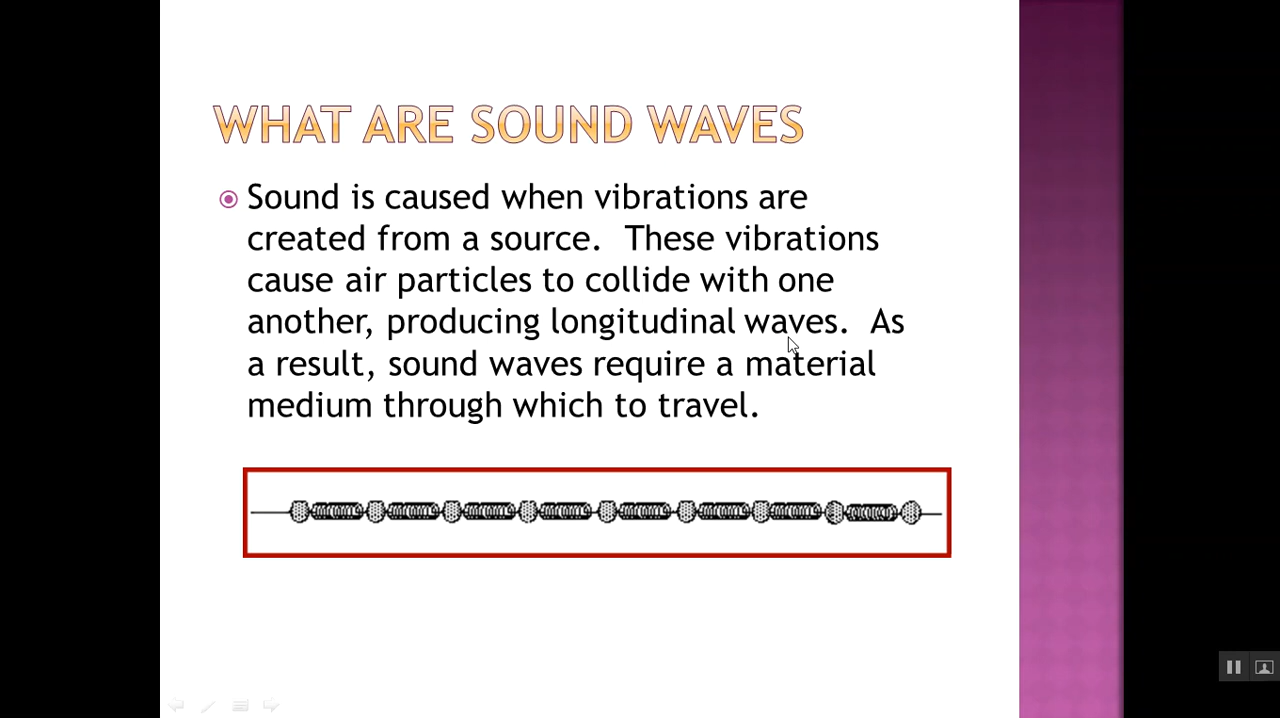 WHAT ARE SOUND WAVES
Sound is caused when vibrations are
created from a source.  These vibrations
cause air particles to collide with one
another, producing longitudinal waves.  As
a result, sound waves require a material
medium through which to travel.